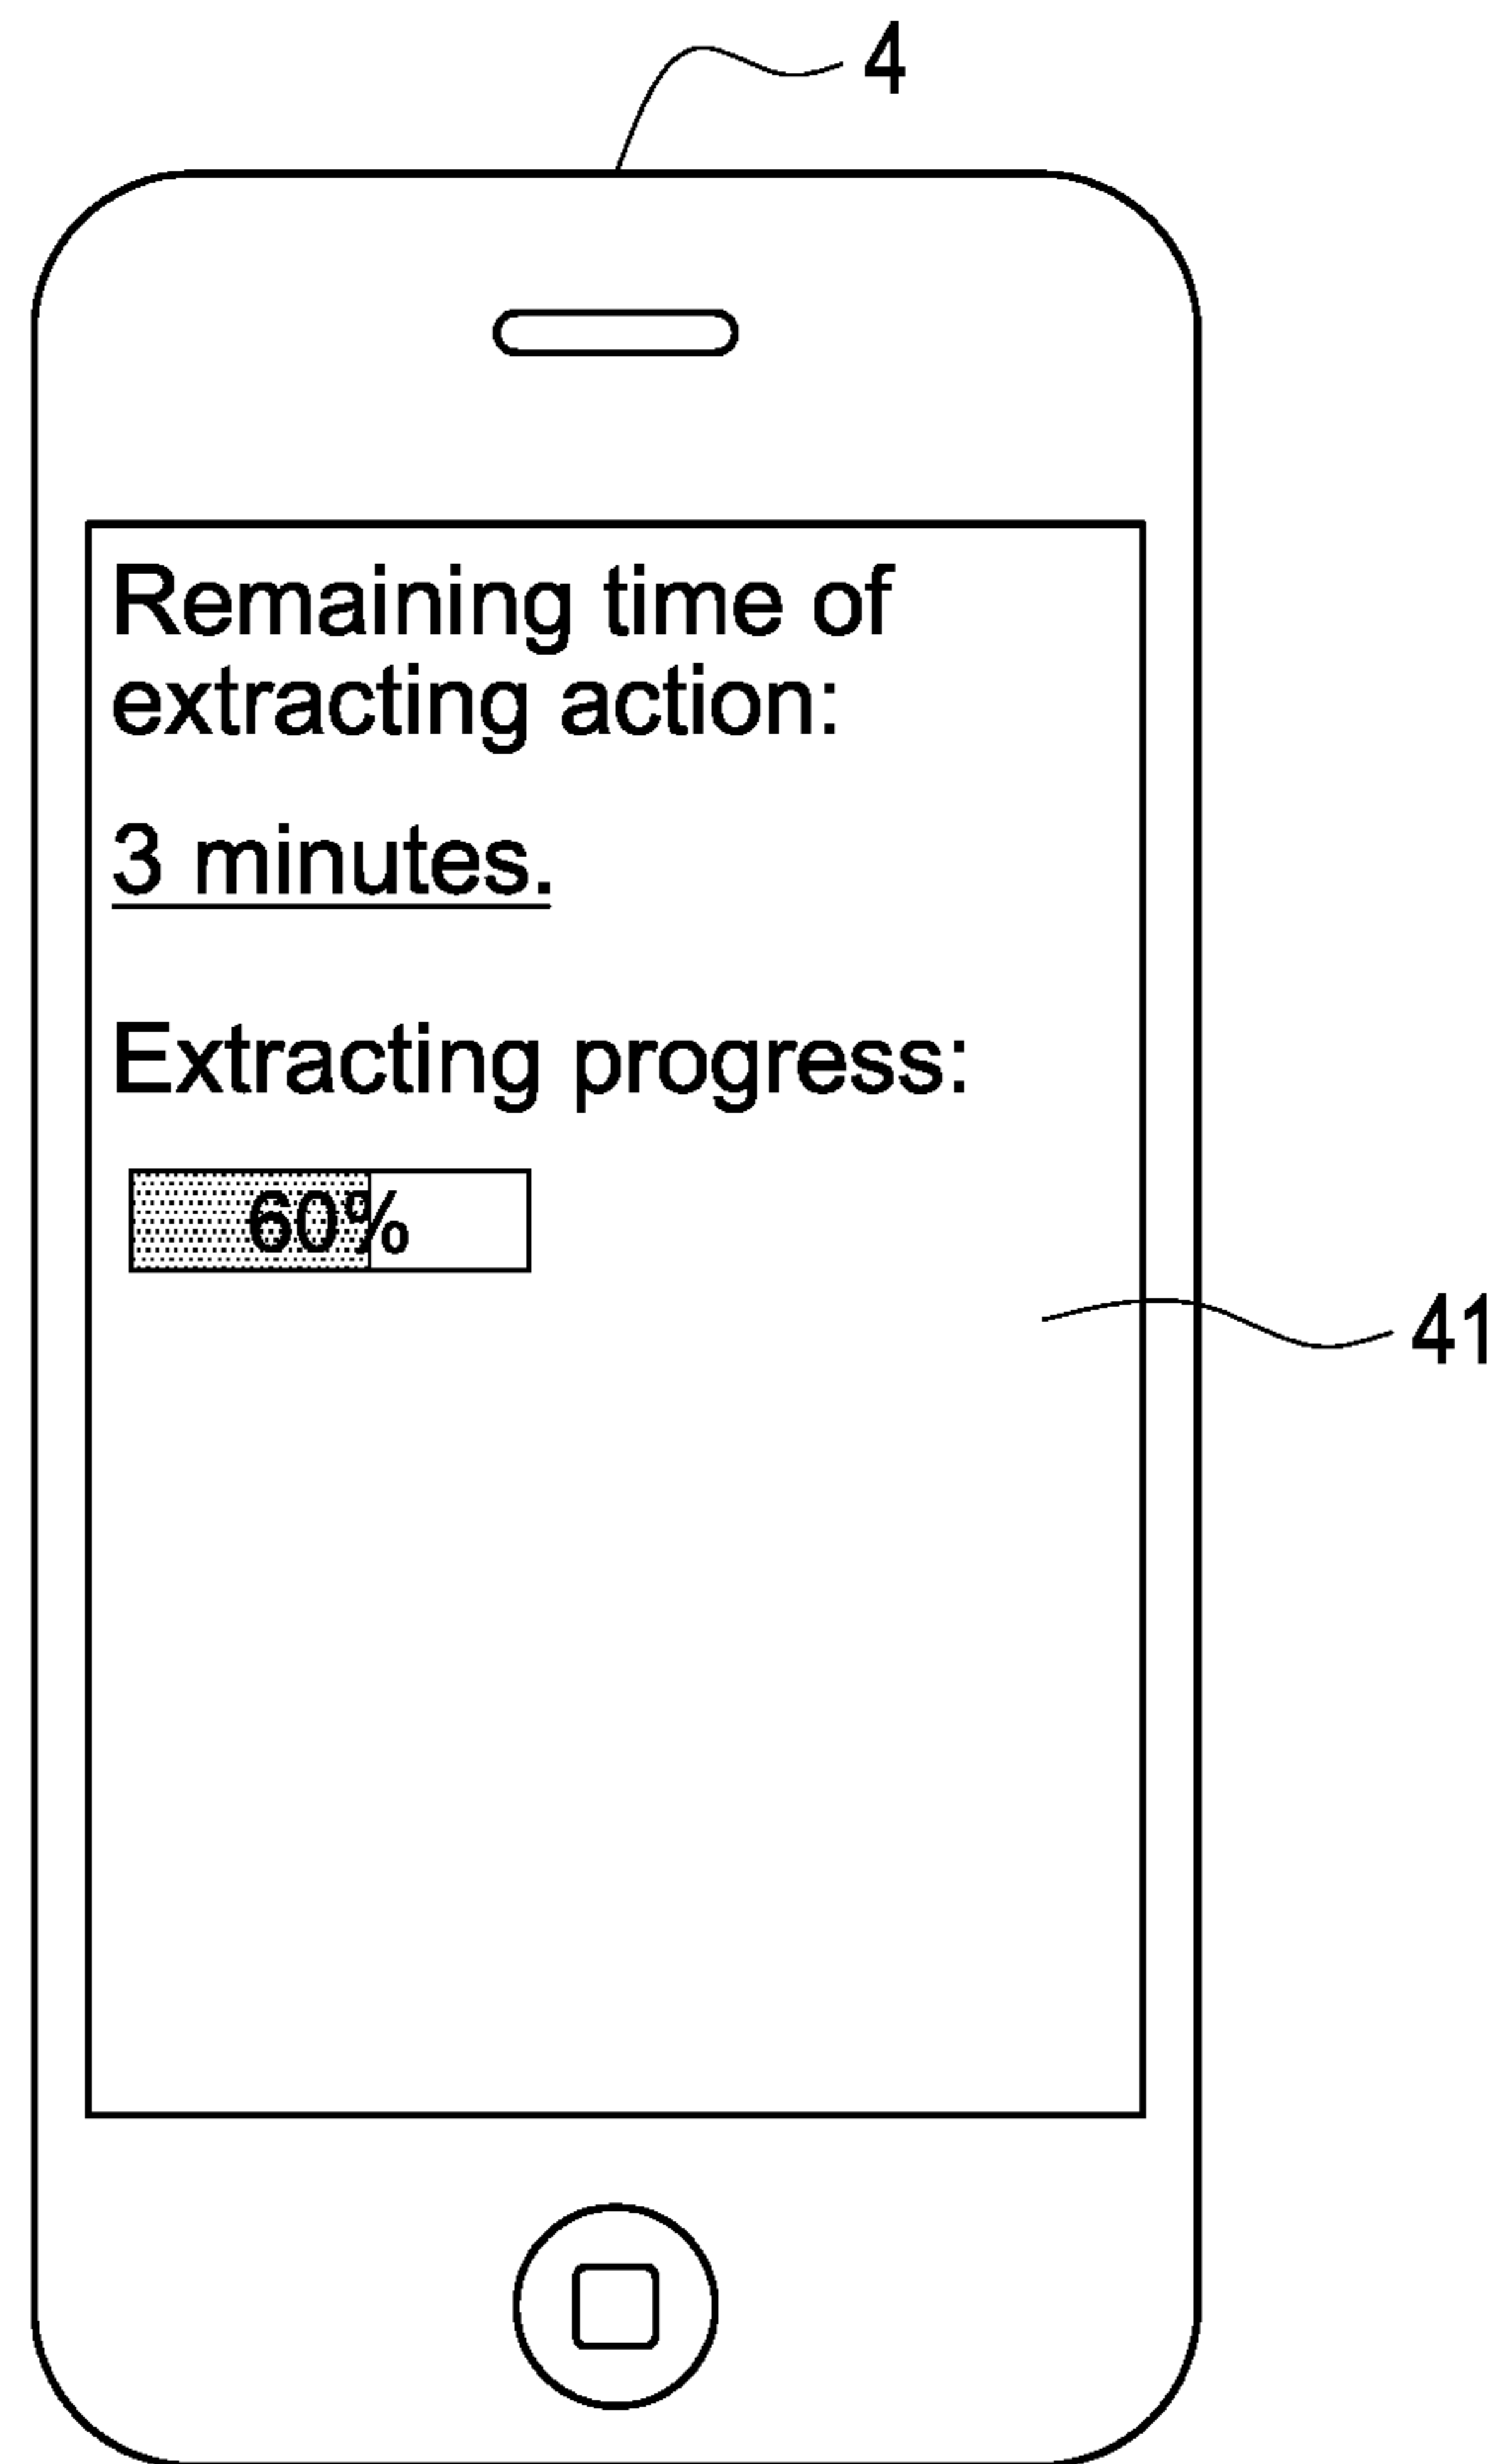 4
Remaining time of
extracting action:
3 minutes.
Extracting progress:
60%
41